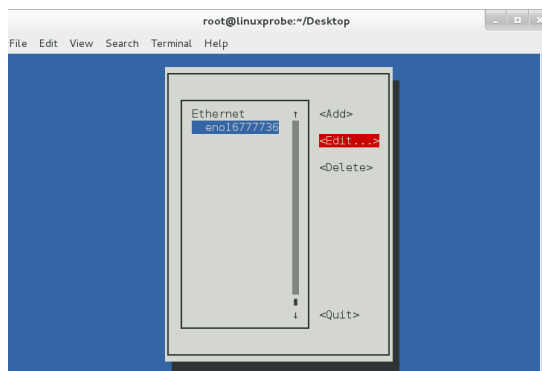 root@linuxprobe:~/Desktop
File Edit View Search Terminal Help
Ethernet ↑ <Add>
eno16777736 <Edit...>
<Delete>
↓ <Quit>